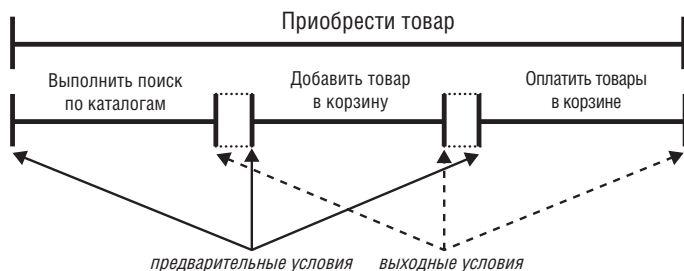 Приобрести товар
Выполнить поиск
по каталогам
Добавить товар
в корзину
Оплатить товары
в корзине
предварительные условия
выходные условия